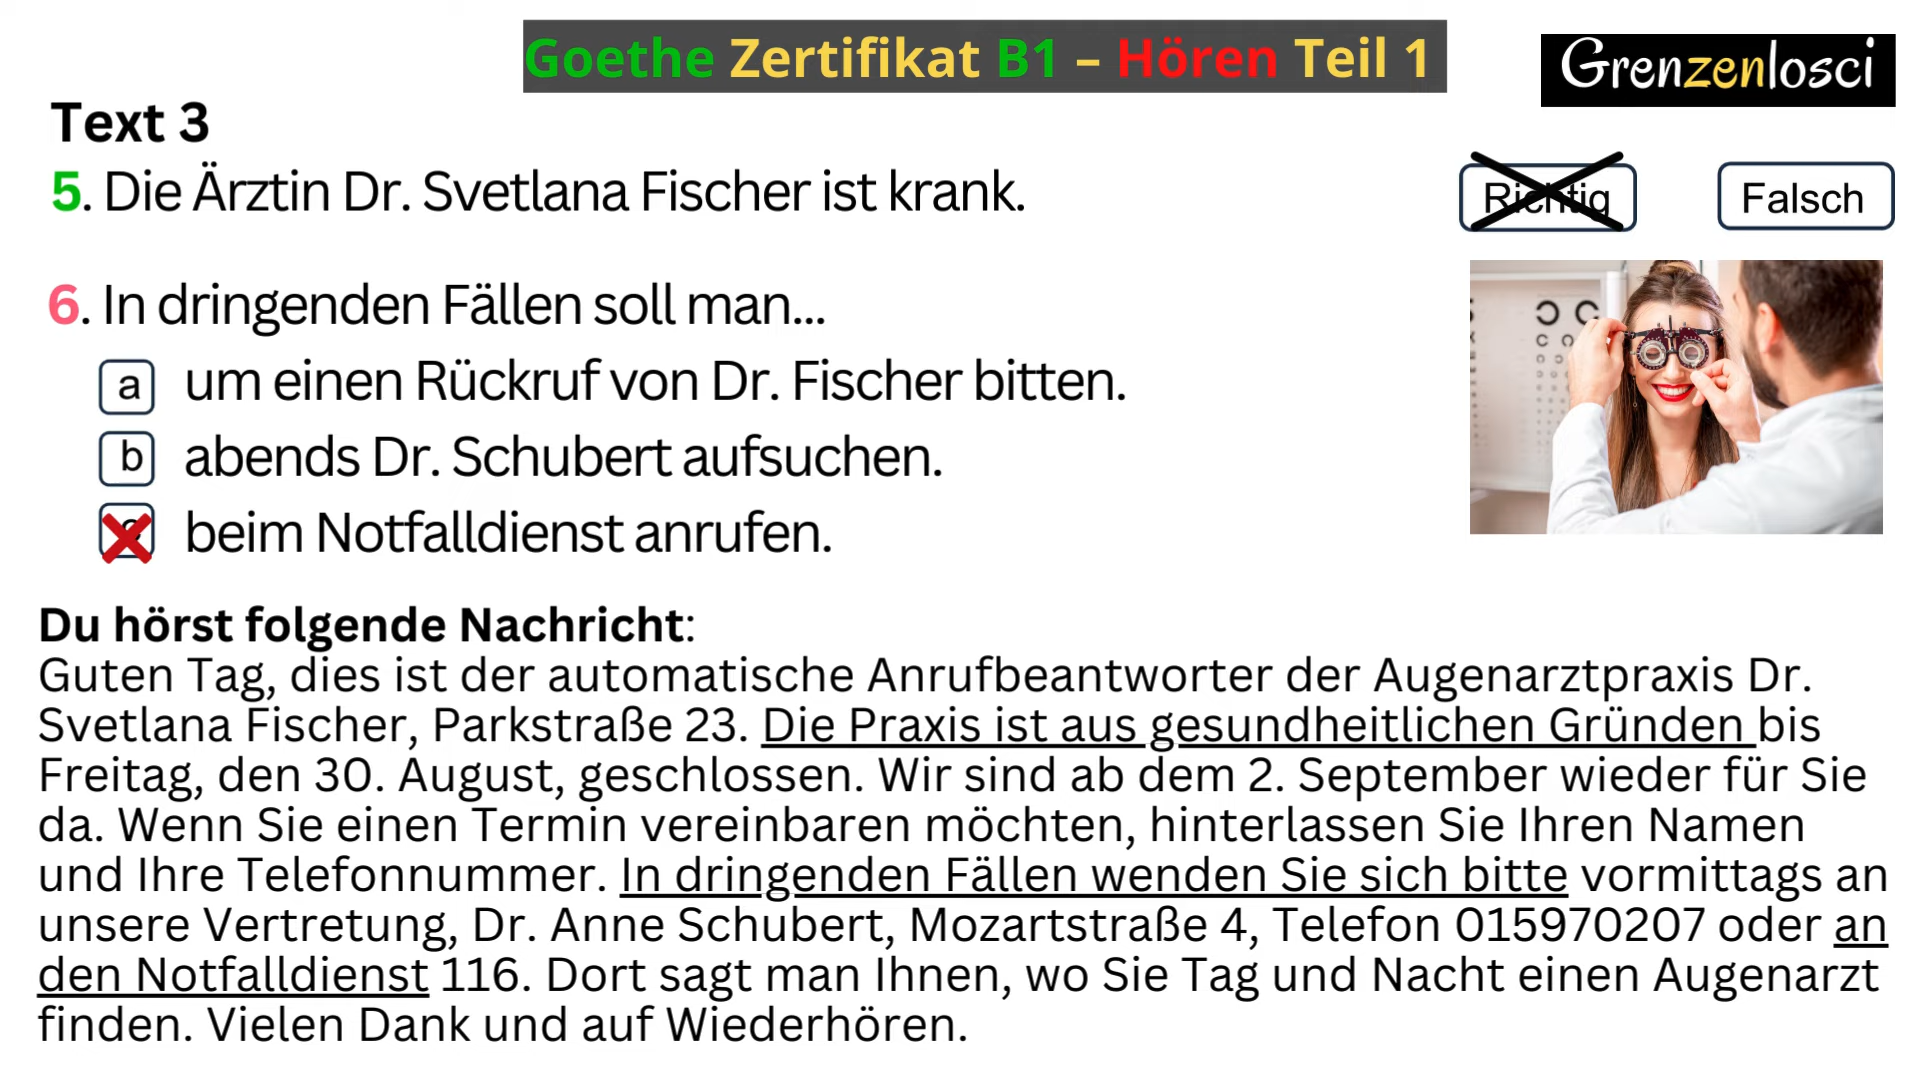 Goethe Zertifikat B1 – Hören Teil 1
Grenzenlosci
Text 3
5. Die Ärztin Dr. Svetlana Fischer ist krank.
Richtig
Falsch
6. In dringenden Fällen soll man...
a um einen Rückruf von Dr. Fischer bitten.
b abends Dr. Schubert aufsuchen.
c beim Notfalldienst anrufen.
Du hörst folgende Nachricht:
Guten Tag, dies ist der automatische Anrufbeantworter der Augenarztpraxis Dr.
Svetlana Fischer, Parkstraße 23. Die Praxis ist aus gesundheitlichen Gründen bis
Freitag, den 30. August, geschlossen. Wir sind ab dem 2. September wieder für Sie
da. Wenn Sie einen Termin vereinbaren möchten, hinterlassen Sie Ihren Namen
und Ihre Telefonnummer. In dringenden Fällen wenden Sie sich bitte vormittags an
unsere Vertretung, Dr. Anne Schubert, Mozartstraße 4, Telefon 015970207 oder an
den Notfalldienst 116. Dort sagt man Ihnen, wo Sie Tag und Nacht einen Augenarzt
finden. Vielen Dank und auf Wiederhören.